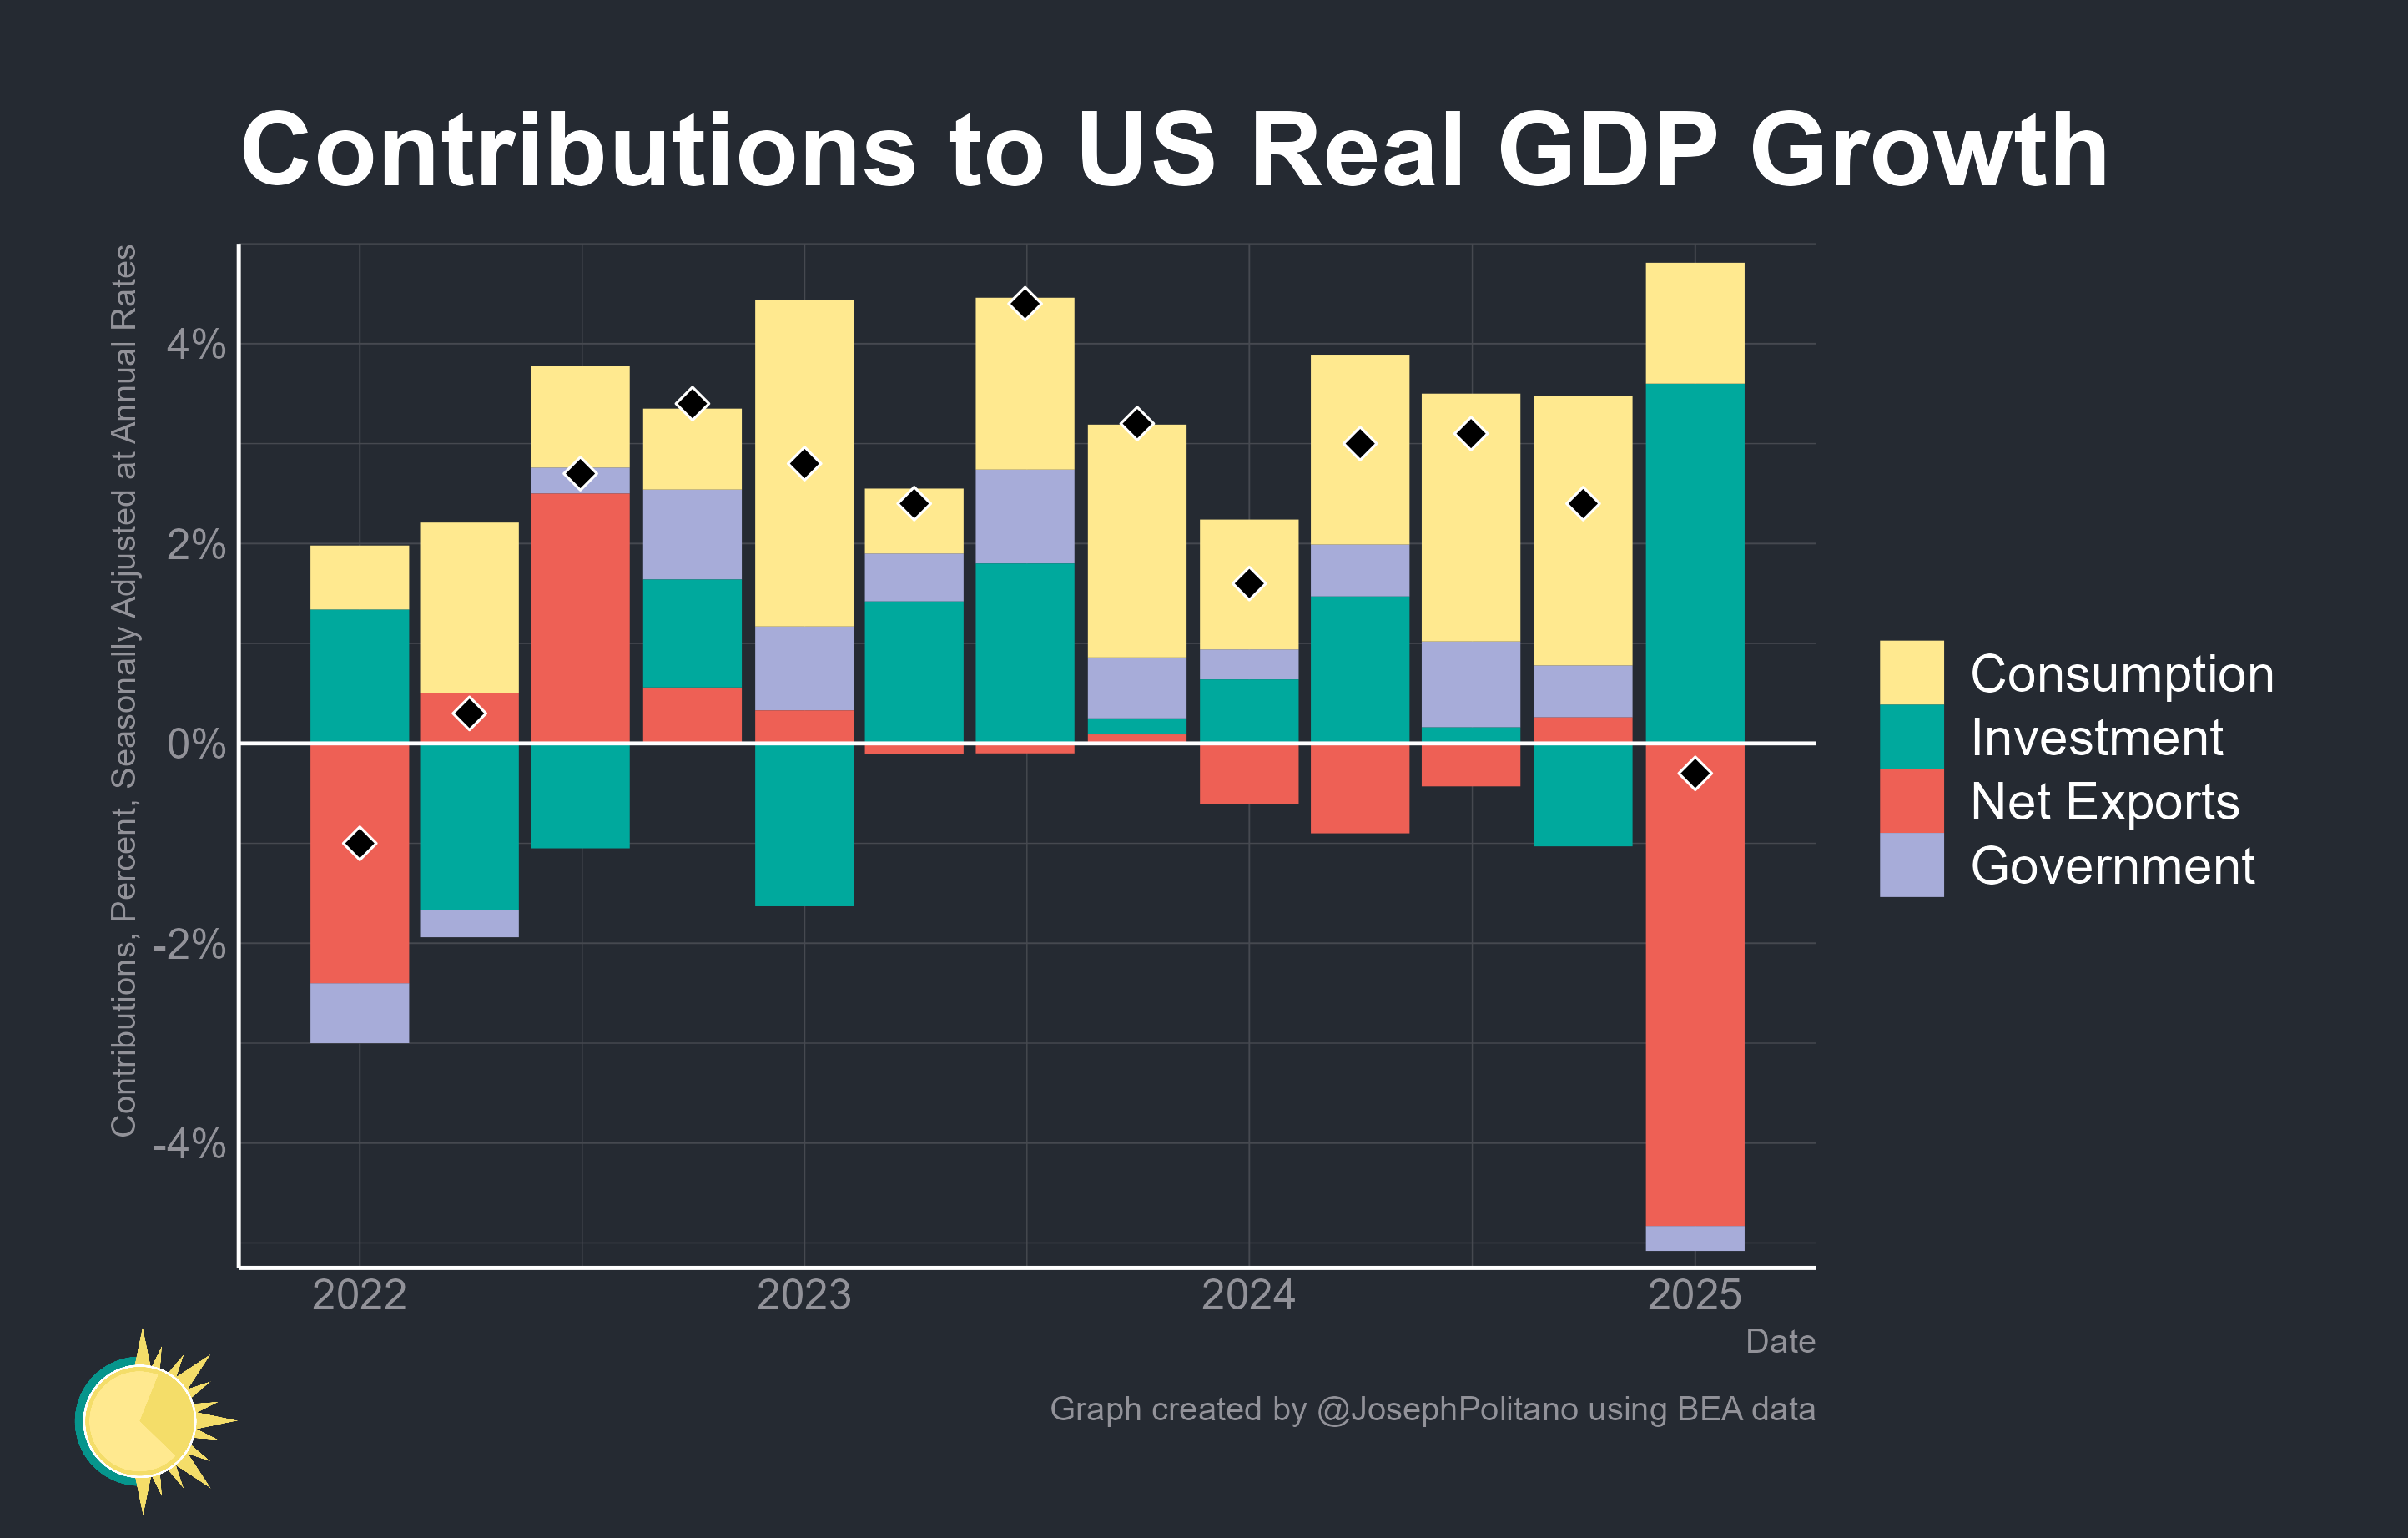 Contributions to US Real GDP Growth
Contributions, Percent, Seasonally Adjusted at Annual Rates
4%
2%
0%
-2%
-4%
2022
2023
2024
2025
Date
Consumption
Investment
Net Exports
Government
Graph created by @JosephPolitano using BEA data